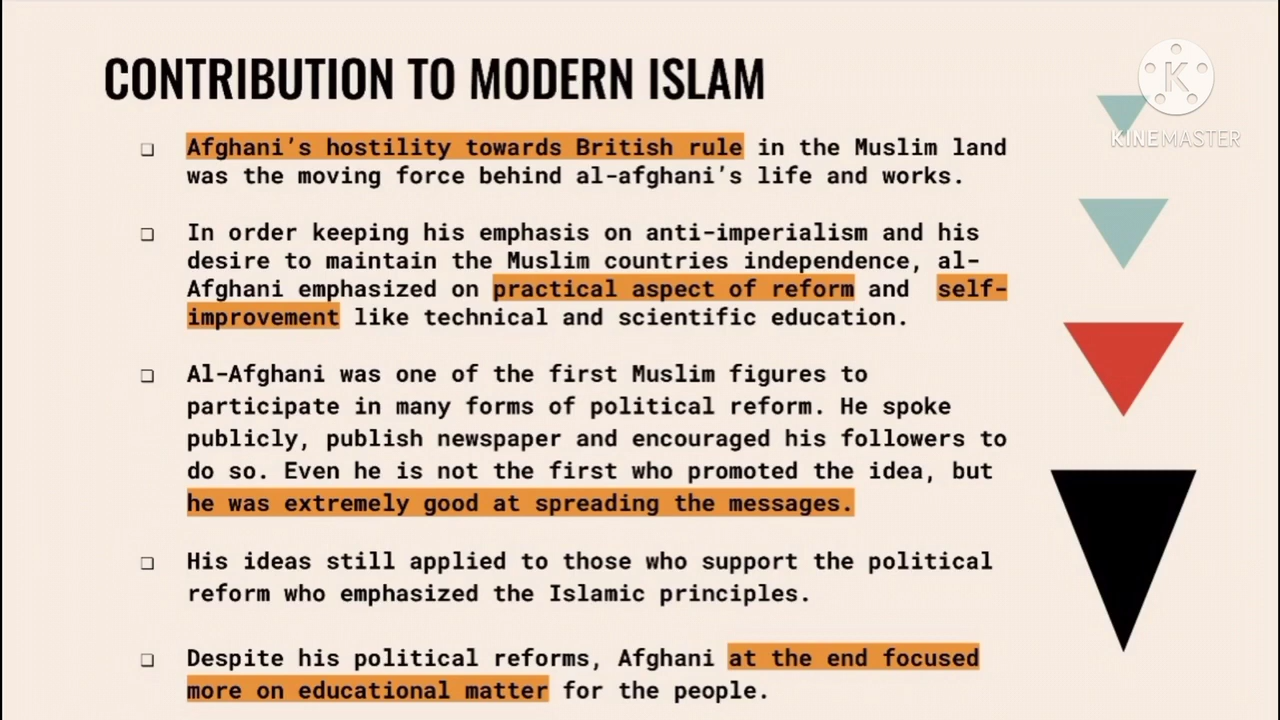 CONTRIBUTION TO MODERN ISLAM
K
KINEMASTER
❑ Afghani’s hostility towards British rule in the Muslim land
was the moving force behind al-afghani’s life and works.
❑ In order keeping his emphasis on anti-imperialism and his
desire to maintain the Muslim countries independence, al-
Afghani emphasized on practical aspect of reform and self-
improvement like technical and scientific education.
❑ Al-Afghani was one of the first Muslim figures to
participate in many forms of political reform. He spoke
publicly, publish newspaper and encouraged his followers to
do so. Even he is not the first who promoted the idea, but
he was extremely good at spreading the messages.
❑ His ideas still applied to those who support the political
reform who emphasized the Islamic principles.
❑ Despite his political reforms, Afghani at the end focused
more on educational matter for the people.